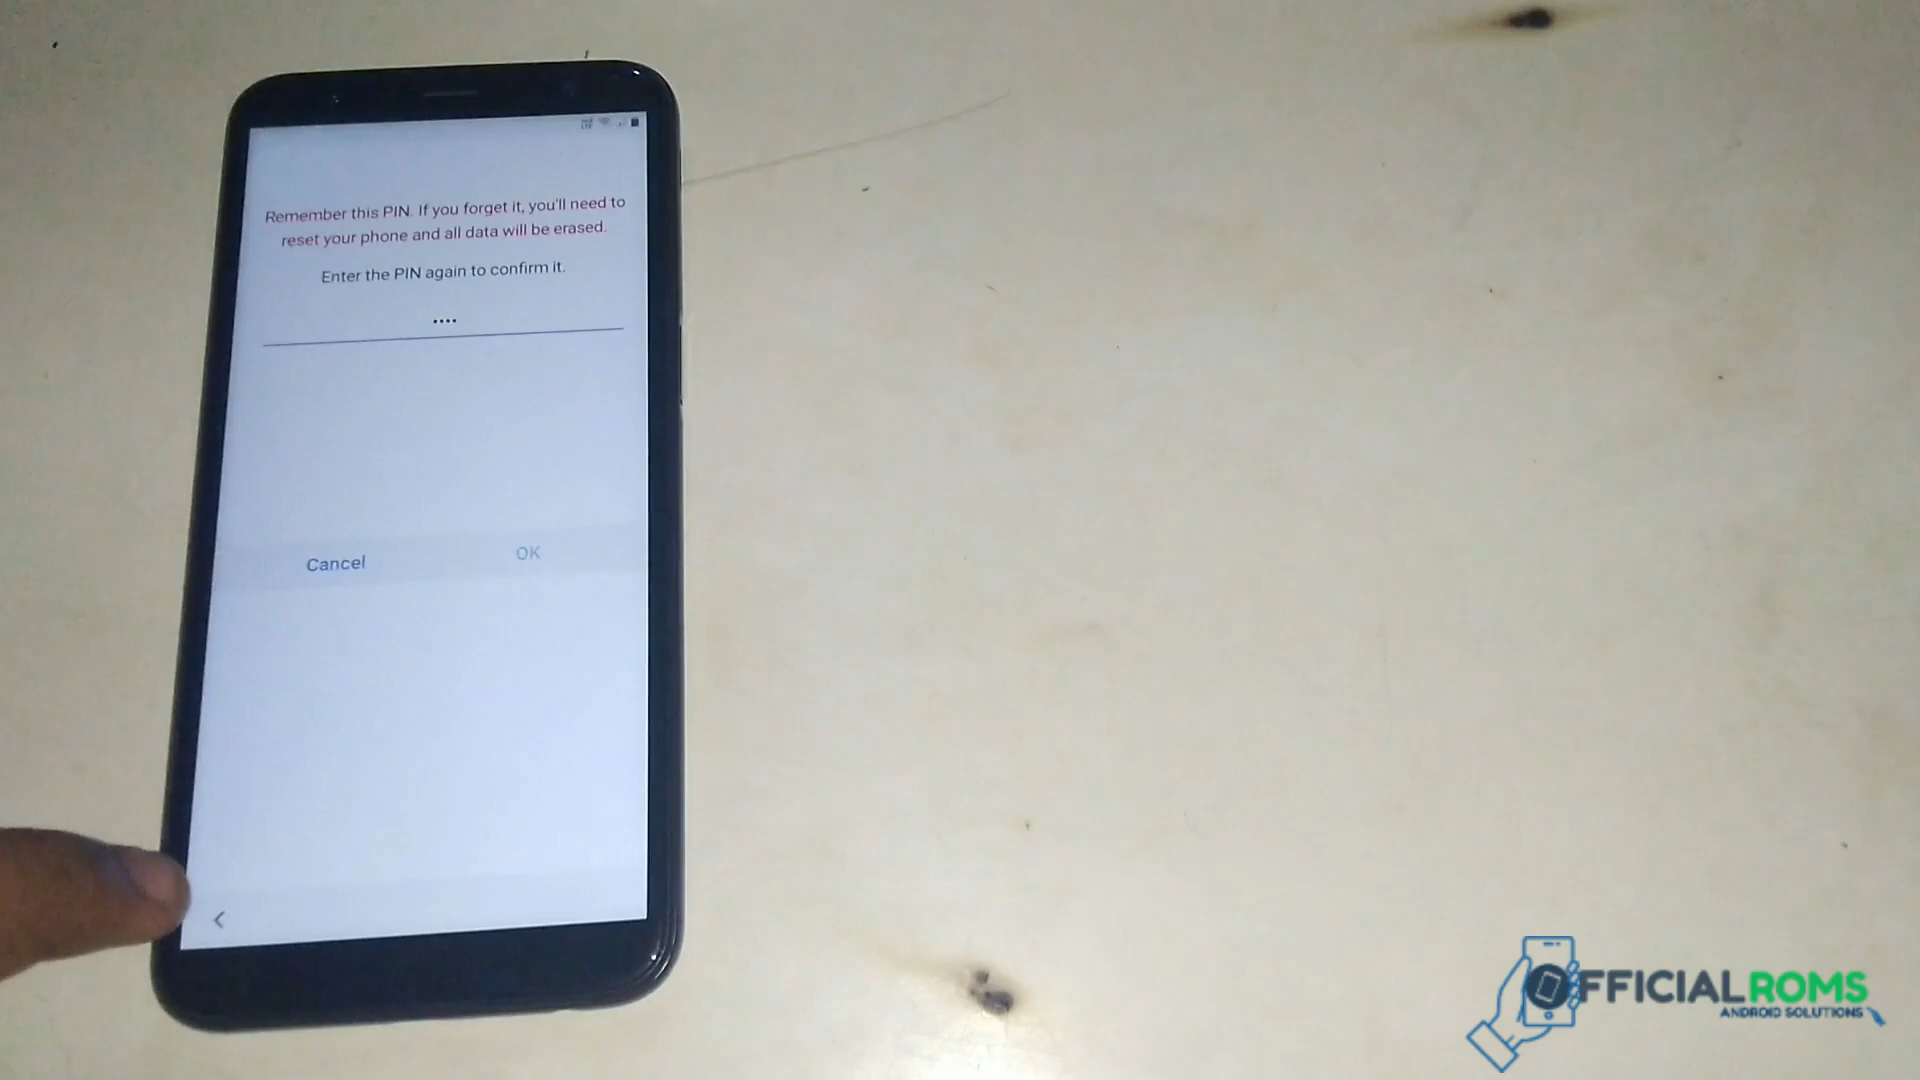 Remember this PIN. If you forget it, you'll need to
reset your phone and all data will be erased.
Enter the PIN again to confirm it.
••••
Cancel
OK
OFFICIALROMS
ANDROID SOLUTIONS